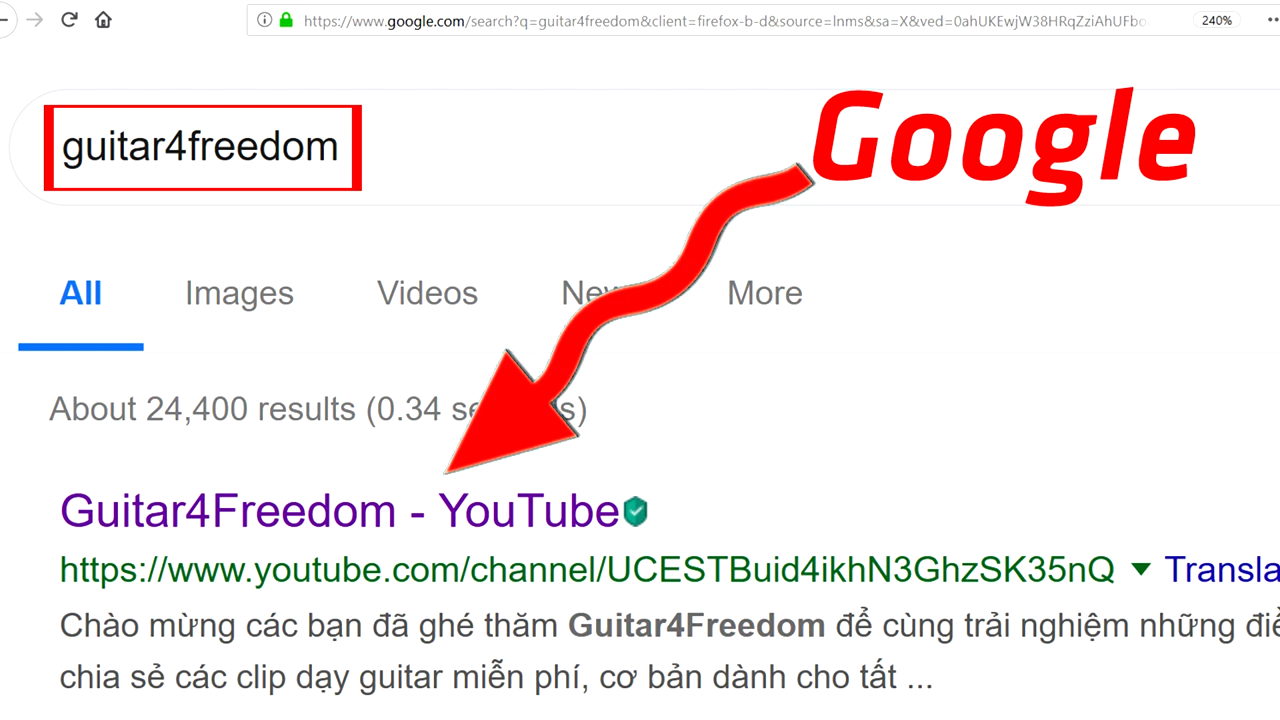 https://www.google.com/search?q=guitar4freedom&client=firefox-b-d&source=lnms&sa=X&ved=0ahUKEwjW38HRqZziAhUFbo
240%
guitar4freedom
Google
All Images Videos More
About 24,400 results (0.34
Guitar4Freedom - YouTube
https://www.youtube.com/channel/UCESTBuid4ikhN3GhzSK35nQ Transla
Chào mừng các bạn đã ghé thăm Guitar4Freedom để cùng trải nghiệm những
chia sẻ các clip dạy guitar miễn phí, cơ bản dành cho tất ...